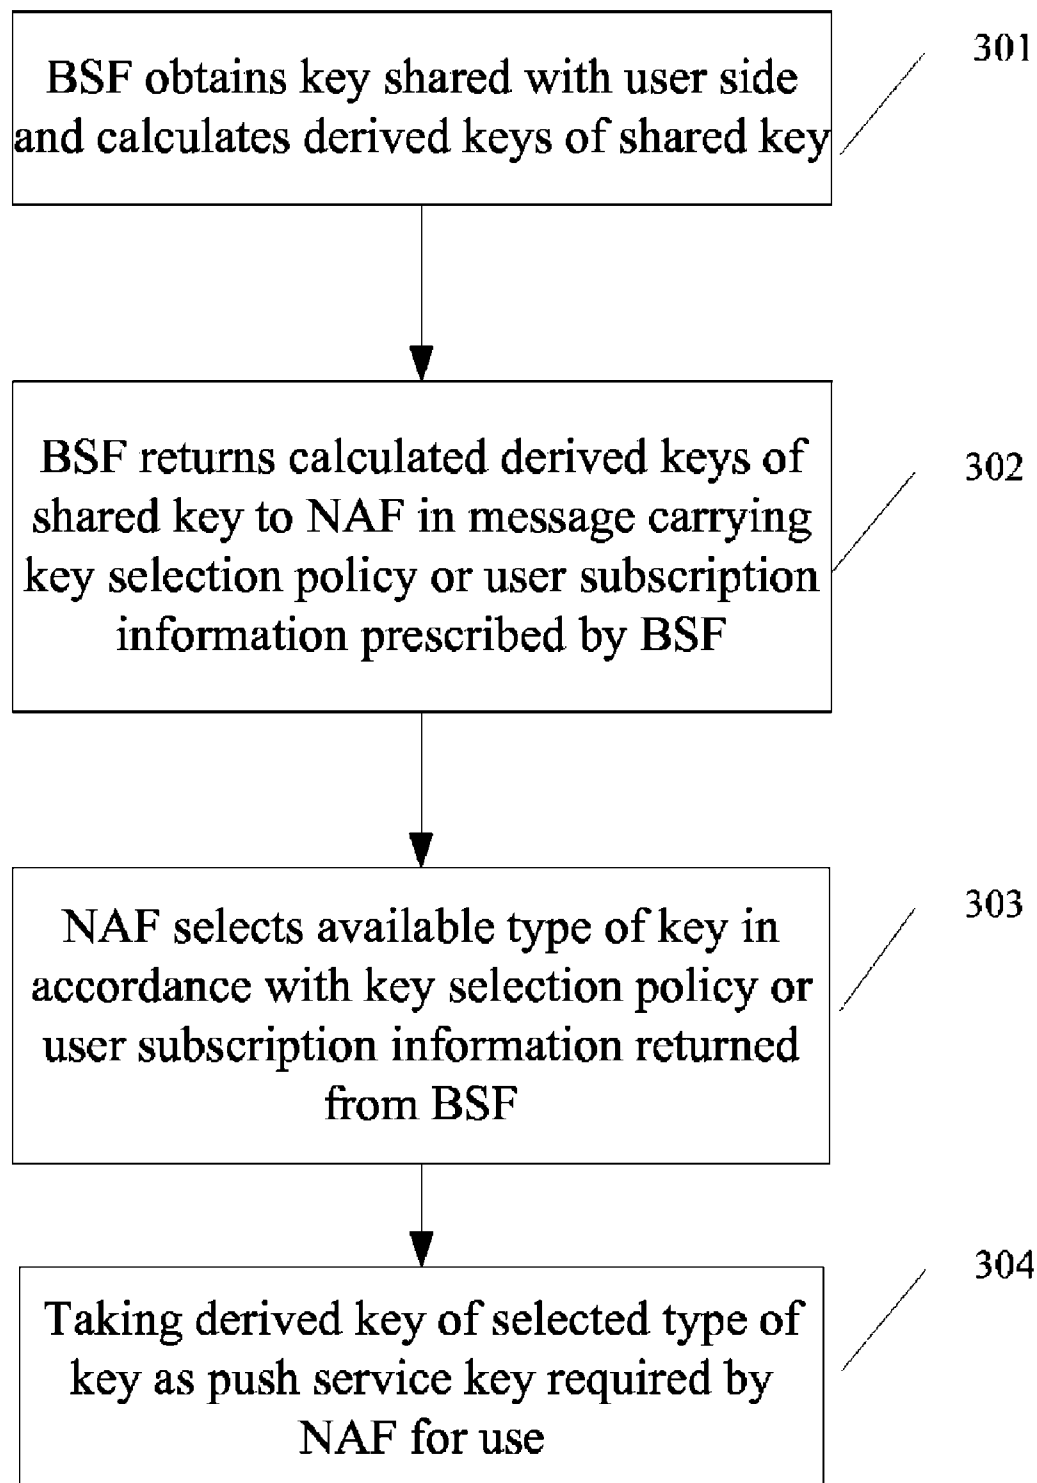 BSF obtains key shared with user side
and calculates derived keys of shared key
301
BSF returns calculated derived keys of
shared key to NAF in message carrying
key selection policy or user subscription
information prescribed by BSF
302
NAF selects available type of key in
accordance with key selection policy or
user subscription information returned
from BSF
303
Taking derived key of selected type of
key as push service key required by
NAF for use
304